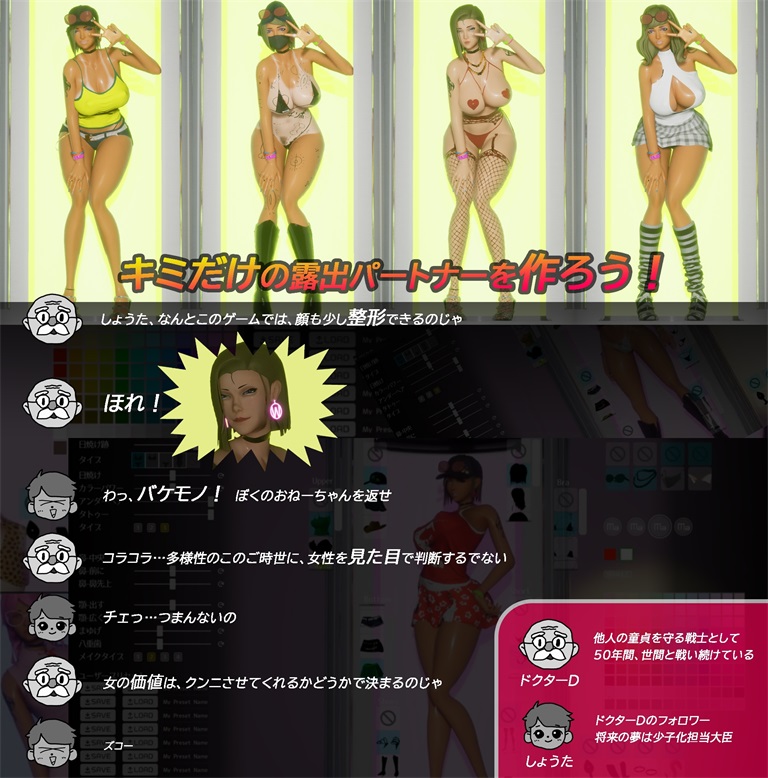 キミだけの露出パートナーを作ろう！
しょうた、なんとこのゲームでは、顔も少し整形できるのじゃ
ほれ！
わっ、バケモノ！ ぼくのおねーちゃんを返せ
コラコラ…多様性のこのご時世に、女性を見た目で判断するでない
チェっ…つまんないの
女の価値は、クンニさせてくれるかどうかで決まるのじゃ
ズコー
他人の童貞を守る戦士として
50年間、世間と戦い続けている
ドクターD
ドクターDのフォロワー
将来の夢は少子化担当大臣
しょうた